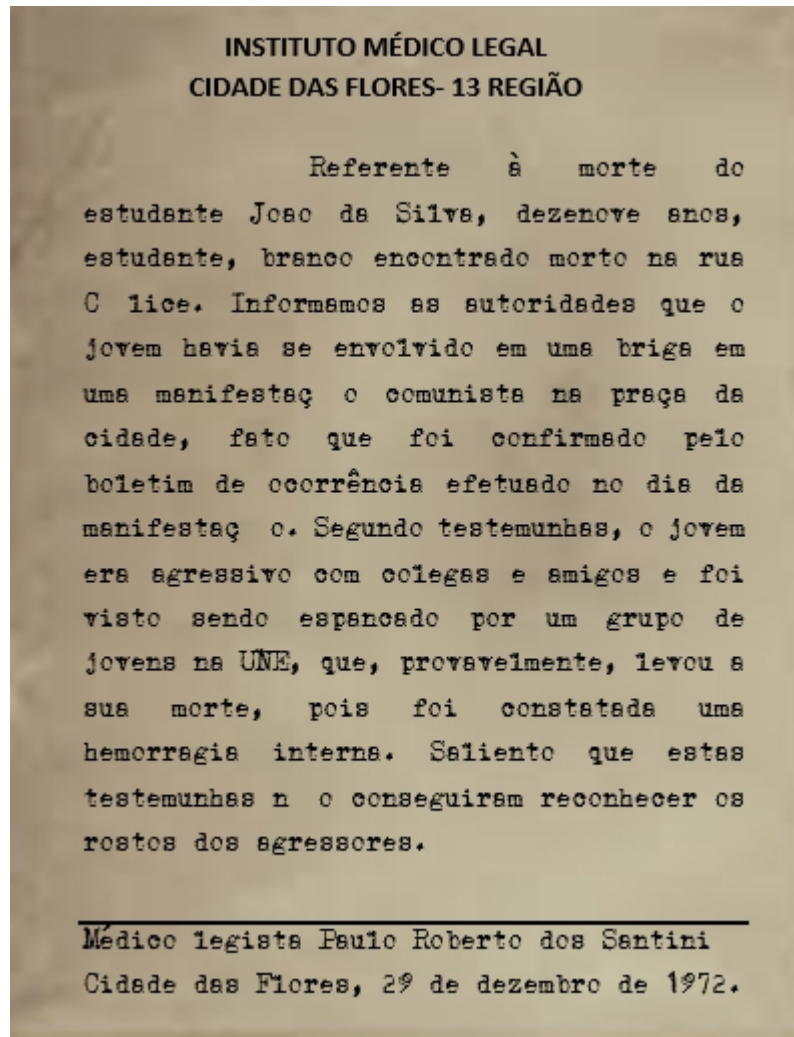 INSTITUTO MÉDICO LEGAL
CIDADE DAS FLORES- 13 REGIÃO
Referente à morte do
estudante Joao da Silva, dezenove anos,
estudante, branco encontrado morto na rua
C lice. Informamos as autoridades que o
jovem havia se envolvido em uma briga em
uma manifestaç o comunista na praça da
cidade, fato que foi confirmado pelo
boletim de ocorrência efetuado no dia da
manifestaç o. Segundo testemunhas, o jovem
era agressivo com colegas e amigos e foi
visto sendo espancado por um grupo de
jovens na UNE, que, provavelmente, levou a
sua morte, pois foi constatada uma
hemorragia interna. Saliento que estas
testemunhas n o conseguiram reconhecer os
rostos dos agressores.
Médico legista Paulo Roberto dos Santini
Cidade das Flores, 29 de dezembro de 1972.